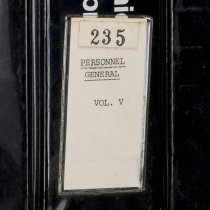 235
PERSONNEL
GENERAL
VOL. V